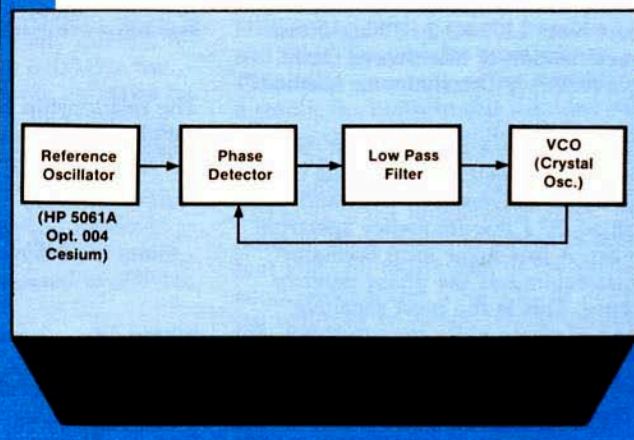 Reference
Oscillator
(HP 5061A
Opt. 004
Cesium)
Phase
Detector
Low Pass
Filter
VCO
(Crystal
Osc.)